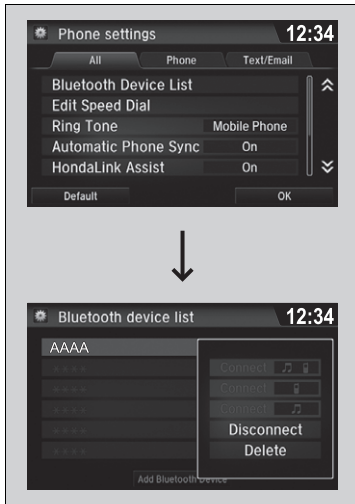 Phone settings 12:34
All Phone Text/Email
Bluetooth Device List
Edit Speed Dial
Ring Tone Mobile Phone
Automatic Phone Sync On
HondaLink Assist On
Default OK
Bluetooth device list 12:34
AAAA
++++ Connect
++++ Connect
++++ Connect
++++ Disconnect
++++ Delete
Add Bluetooth Device